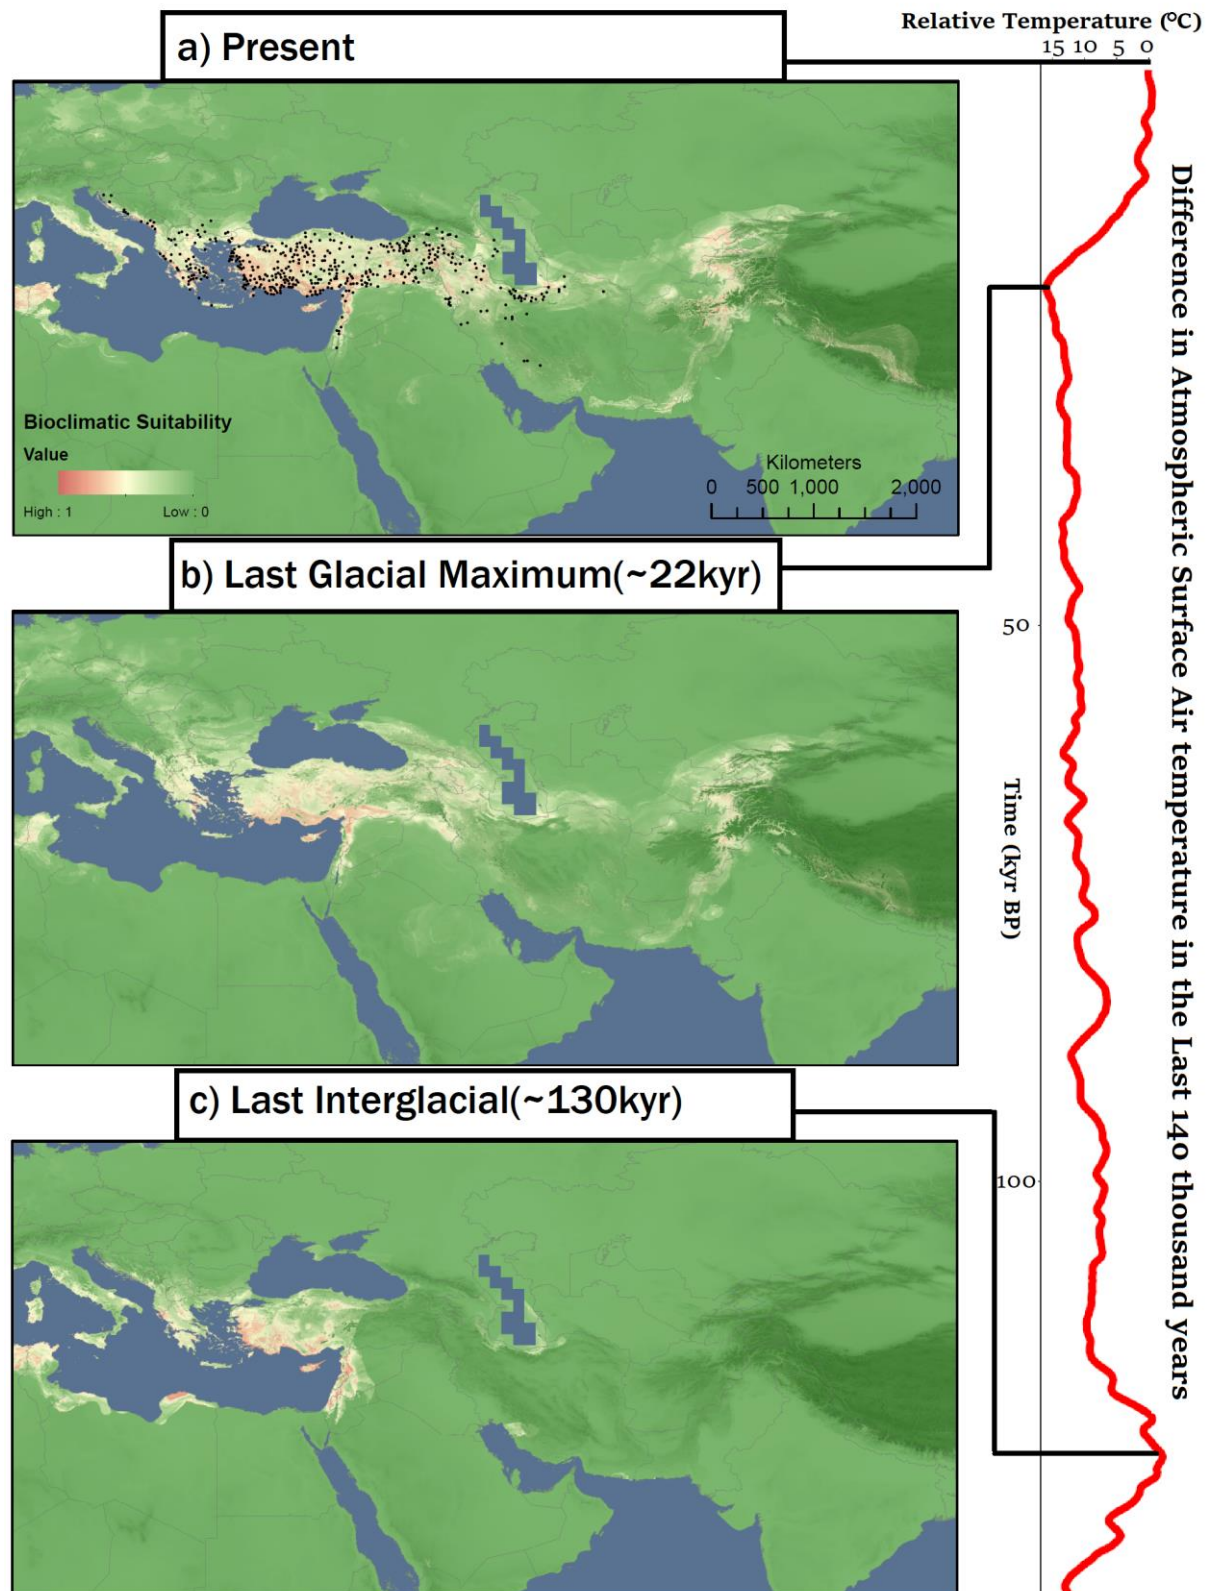 a) Present
Relative Temperature (°C)
15 10 5 0
Bioclimatic Suitability
Value
High : 1 Low : 0
Kilometers
0 500 1,000 2,000
b) Last Glacial Maximum(~22kyr)
c) Last Interglacial(~130kyr)
50
Time (kyr BP)
100
Difference in Atmospheric Surface Air temperature in the Last 140 thousand years